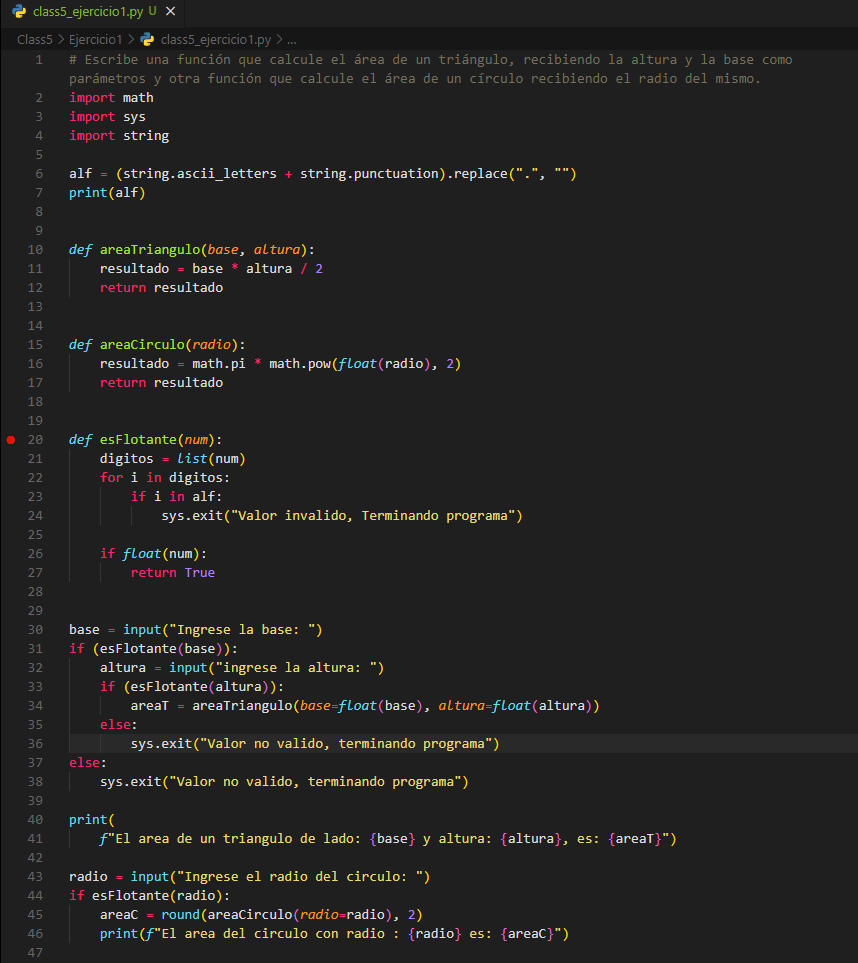 class5_ejercicio1.py U ×
Class5 > Ejercicio1 > class5_ejercicio1.py > ...
1 # Escribe una función que calcule el área de un triángulo, recibiendo la altura y la base como
parámetros y otra función que calcule el área de un círculo recibiendo el radio del mismo.
2 import math
3 import sys
4 import string
5
6 alf = (string.ascii_letters + string.punctuation).replace(".", "")
7 print(alf)
8
9
10 def areaTriangulo(base, altura):
11     resultado = base * altura / 2
12     return resultado
13
14
15 def areaCirculo(radio):
16     resultado = math.pi * math.pow(float(radio), 2)
17     return resultado
18
19
20 def esFlotante(num):
21     digitos = list(num)
22     for i in digitos:
23         if i in alf:
24             sys.exit("Valor invalido, Terminando programa")
25
26     if float(num):
27         return True
28
29
30 base = input("Ingrese la base: ")
31 if (esFlotante(base)):
32     altura = input("ingrese la altura: ")
33     if (esFlotante(altura)):
34         areaT = areaTriangulo(base=float(base), altura=float(altura))
35     else:
36         sys.exit("Valor no valido, terminando programa")
37 else:
38     sys.exit("Valor no valido, terminando programa")
39
40 print(
41     f"El area de un triangulo de lado: {base} y altura: {altura}, es: {areaT}")
42
43 radio = input("Ingrese el radio del circulo: ")
44 if esFlotante(radio):
45     areaC = round(areaCirculo(radio=radio), 2)
46     print(f"El area del circulo con radio : {radio} es: {areaC}")
47